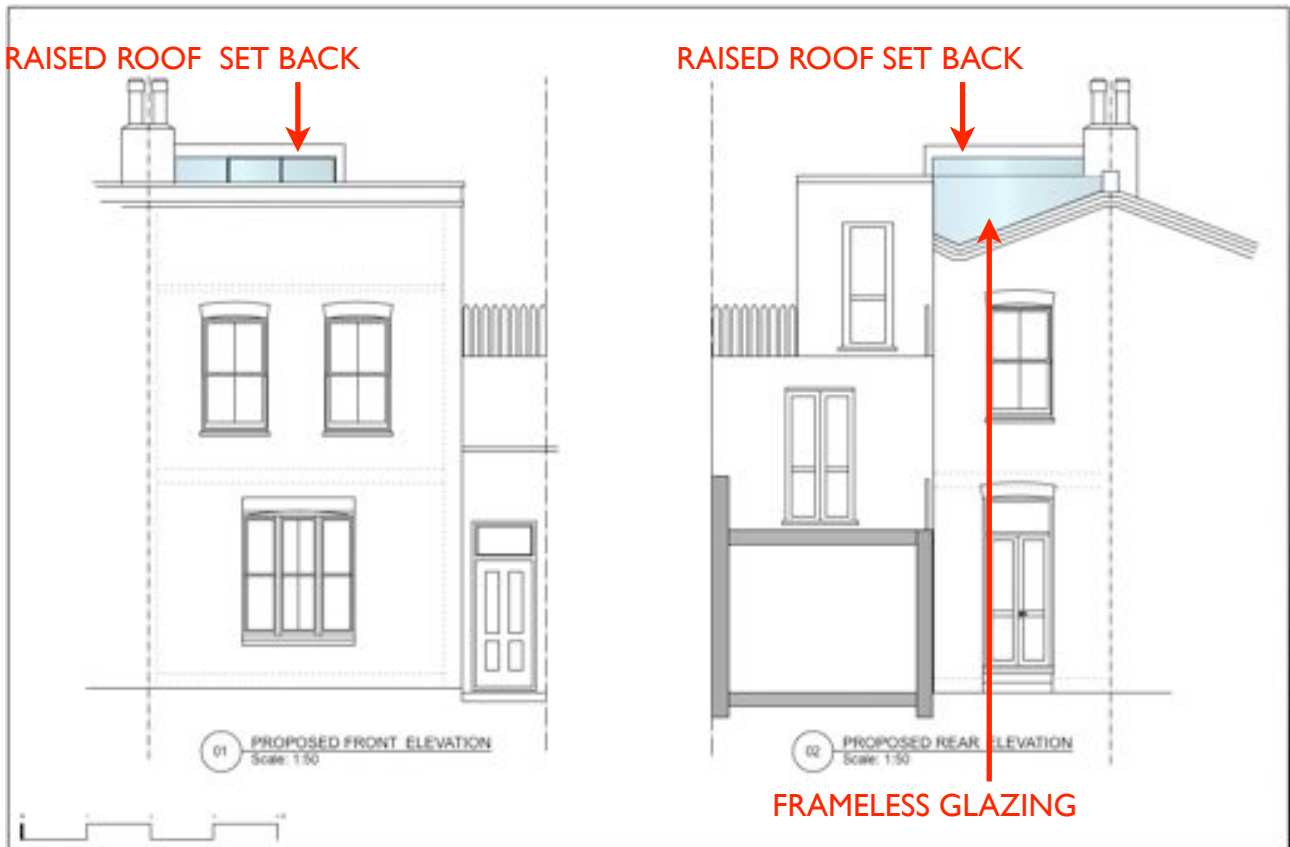 RAISED ROOF SET BACK
RAISED ROOF SET BACK
01 PROPOSED FRONT ELEVATION
Scale: 1:50
02 PROPOSED REAR ELEVATION
Scale: 1:50
FRAMELESS GLAZING